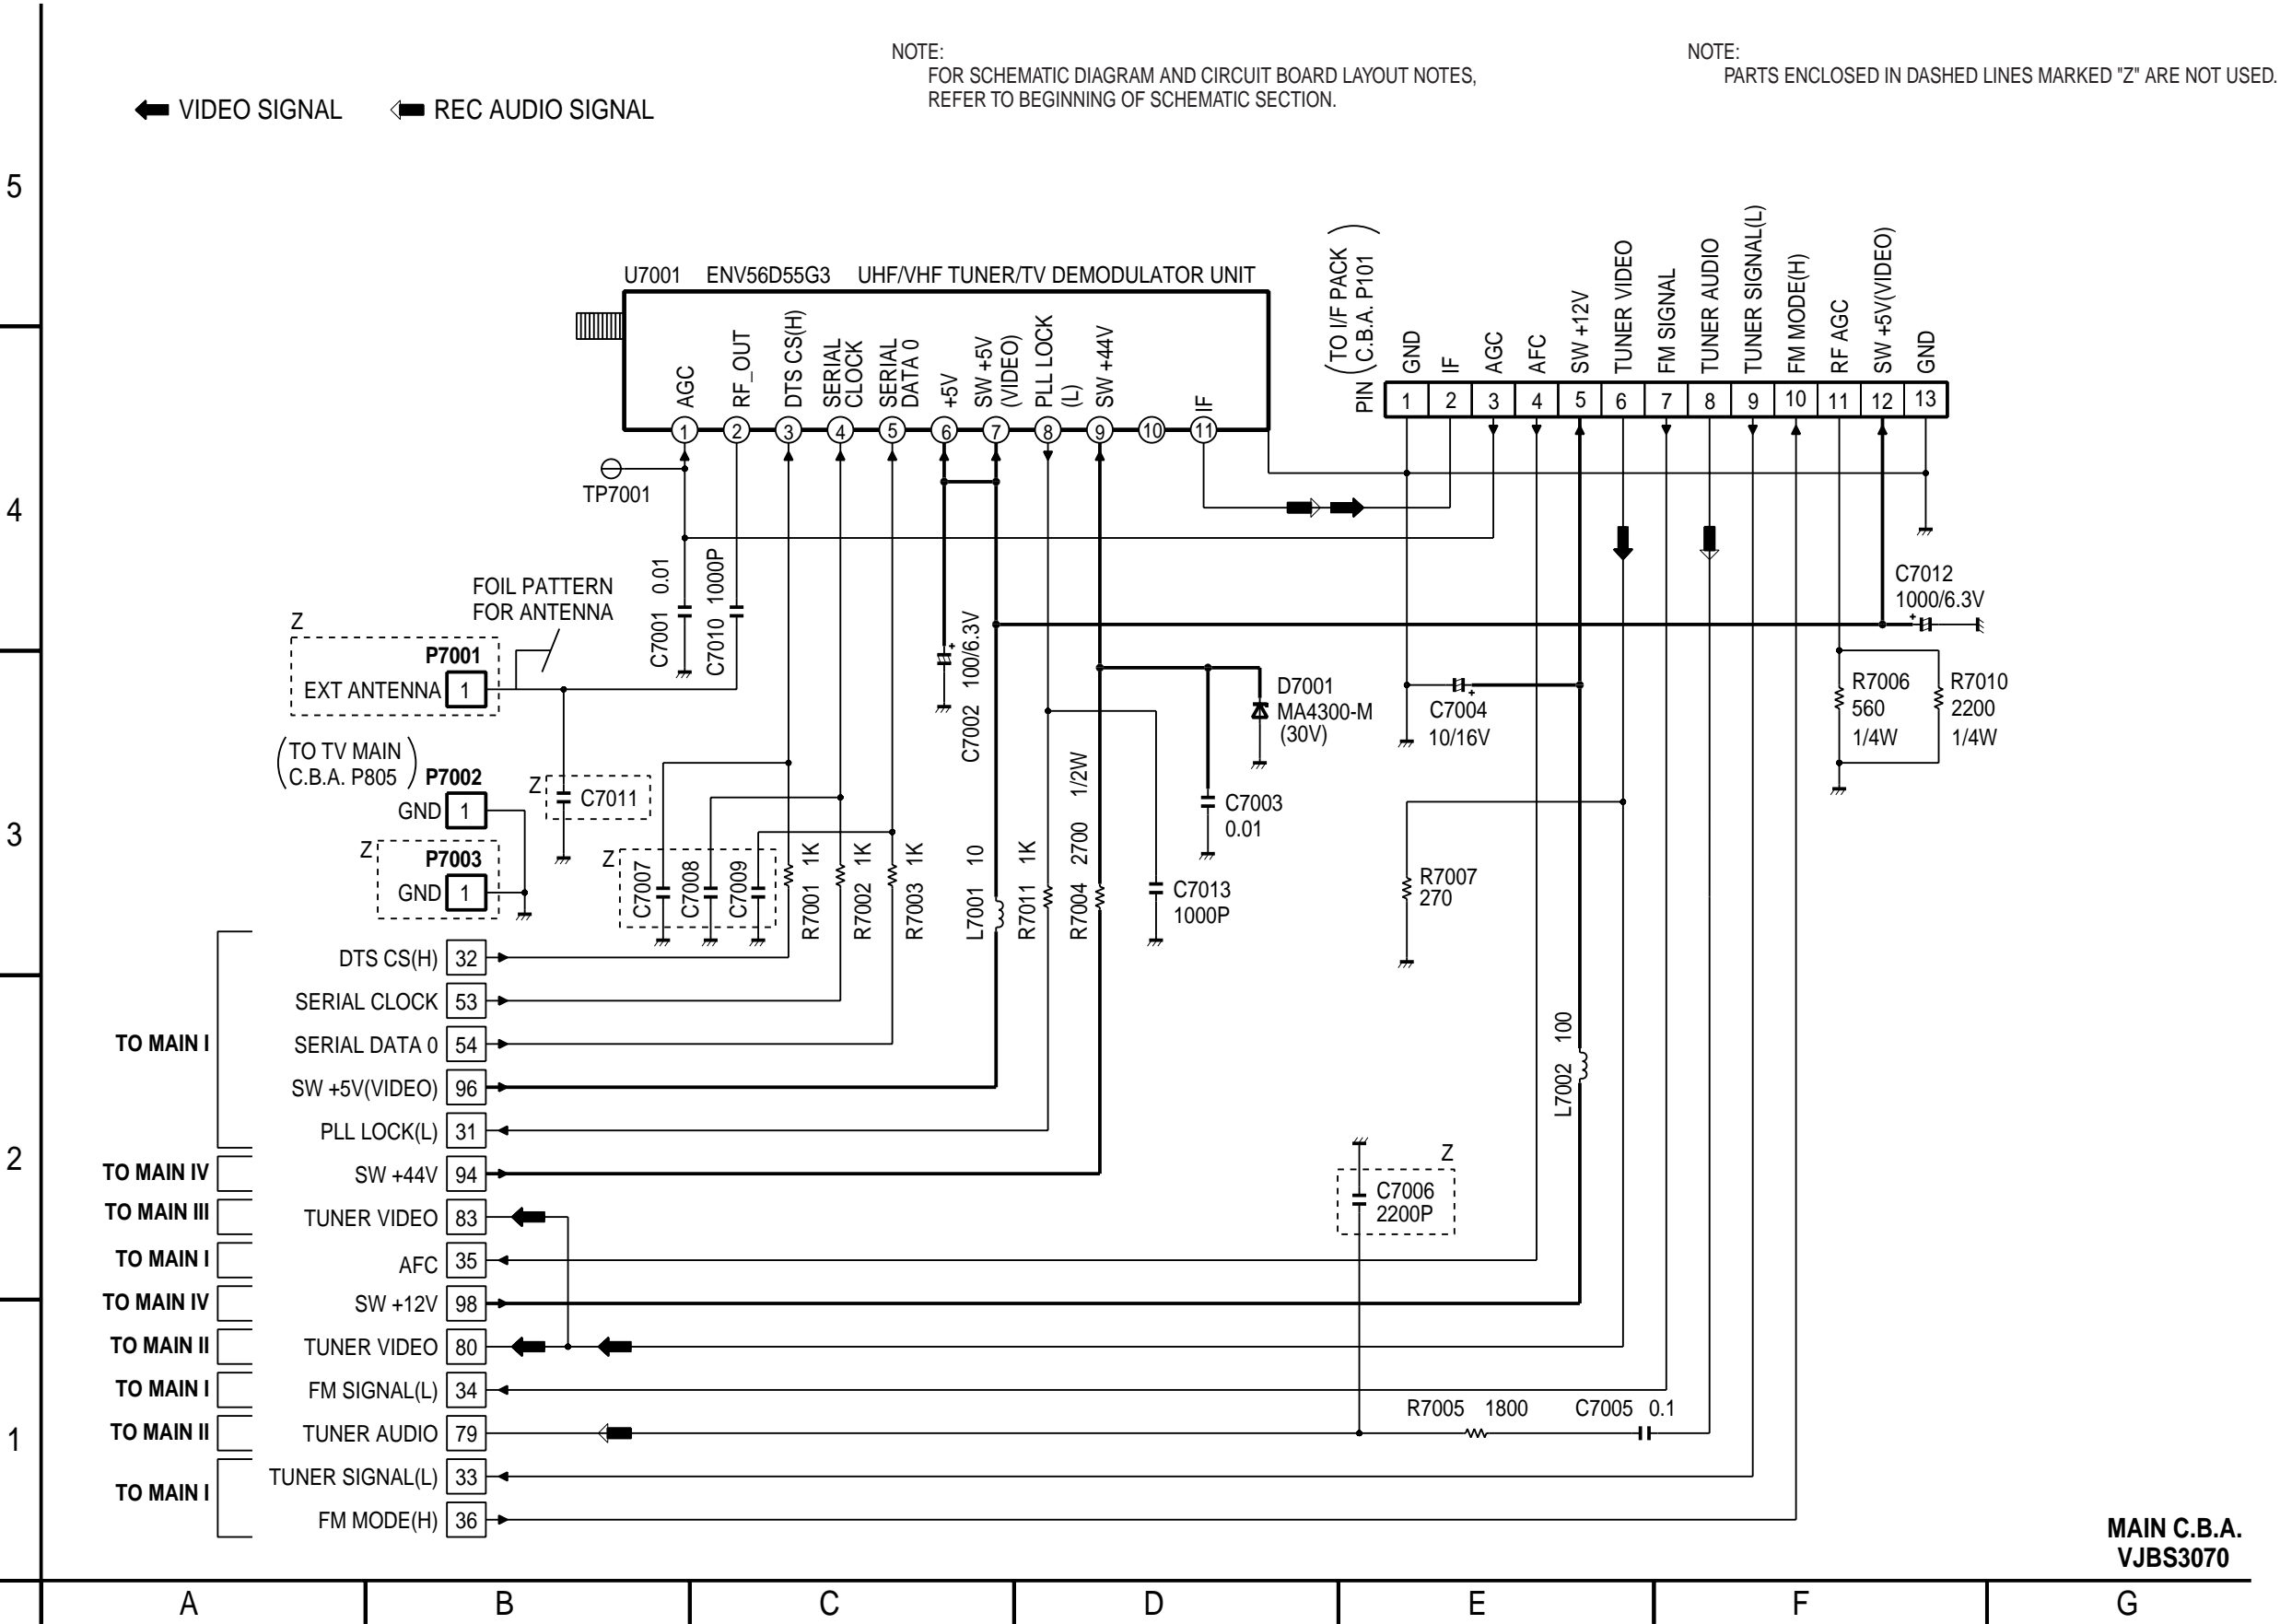 NOTE:
FOR SCHEMATIC DIAGRAM AND CIRCUIT BOARD LAYOUT NOTES,
REFER TO BEGINNING OF SCHEMATIC SECTION.
NOTE:
PARTS ENCLOSED IN DASHED LINES MARKED "Z" ARE NOT USED.
VIDEO SIGNAL
REC AUDIO SIGNAL
5
4
3
2
1
U7001 ENV56D55G3 UHF/VHF TUNER/TV DEMODULATOR UNIT
AGC
RF_OUT
DTS CS(H)
SERIAL
CLOCK
SERIAL
DATA 0
+5V
SW +5V
(VIDEO)
PLL LOCK
(L)
SW +44V
IF
1 2 3 4 5 6 7 8 9 10 11
(TO I/F PACK
C.B.A. P101)
PIN
GND
IF
AGC
AFC
SW +12V
TUNER VIDEO
FM SIGNAL
TUNER AUDIO
TUNER SIGNAL(L)
FM MODE(H)
RF AGC
SW +5V(VIDEO)
GND
1 2 3 4 5 6 7 8 9 10 11 12 13
TP7001
FOIL PATTERN
FOR ANTENNA
C7001 0.01
C7010 1000P
C7002 100/6.3V
C7012
1000/6.3V
Z
P7001
EXT ANTENNA 1
(TO TV MAIN
C.B.A. P805)
P7002
GND 1
Z
C7011
Z
P7003
GND 1
Z
C7007
C7008
C7009
R7001 1K
R7002 1K
R7003 1K
L7001 10
R7011 1K
R7004 2700 1/2W
D7001
MA4300-M
(30V)
C7003
0.01
C7013
1000P
C7004
10/16V
R7006
560
1/4W
R7010
2200
1/4W
R7007
270
L7002 100
Z
C7006
2200P
R7005 1800
C7005 0.1
TO MAIN I
DTS CS(H) 32
SERIAL CLOCK 53
SERIAL DATA 0 54
SW +5V(VIDEO) 96
PLL LOCK(L) 31
TO MAIN IV SW +44V 94
TO MAIN III TUNER VIDEO 83
TO MAIN I AFC 35
TO MAIN IV SW +12V 98
TO MAIN II TUNER VIDEO 80
TO MAIN I FM SIGNAL(L) 34
TO MAIN II TUNER AUDIO 79
TO MAIN I
TUNER SIGNAL(L) 33
FM MODE(H) 36
MAIN C.B.A.
VJBS3070
A B C D E F G